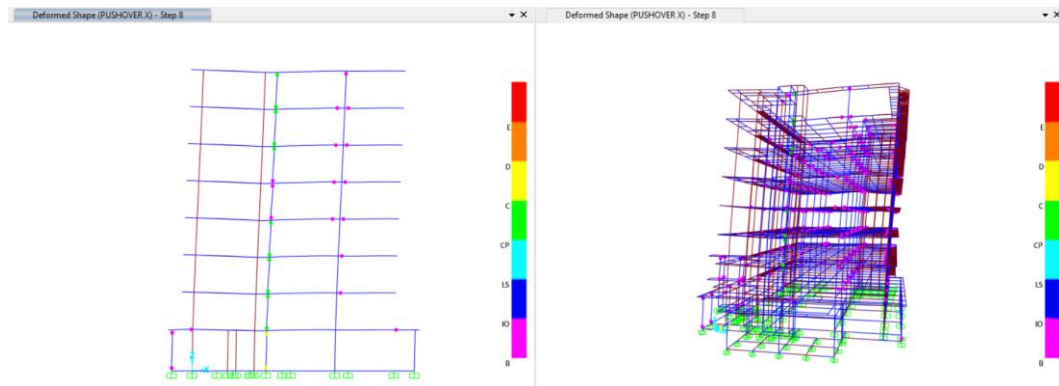 Deformed Shape (PUSHOVER X) - Step 8
E
D
C
CP
LS
IO
B
X
Deformed Shape (PUSHOVER X) - Step 8
E
D
C
CP
LS
IO
B